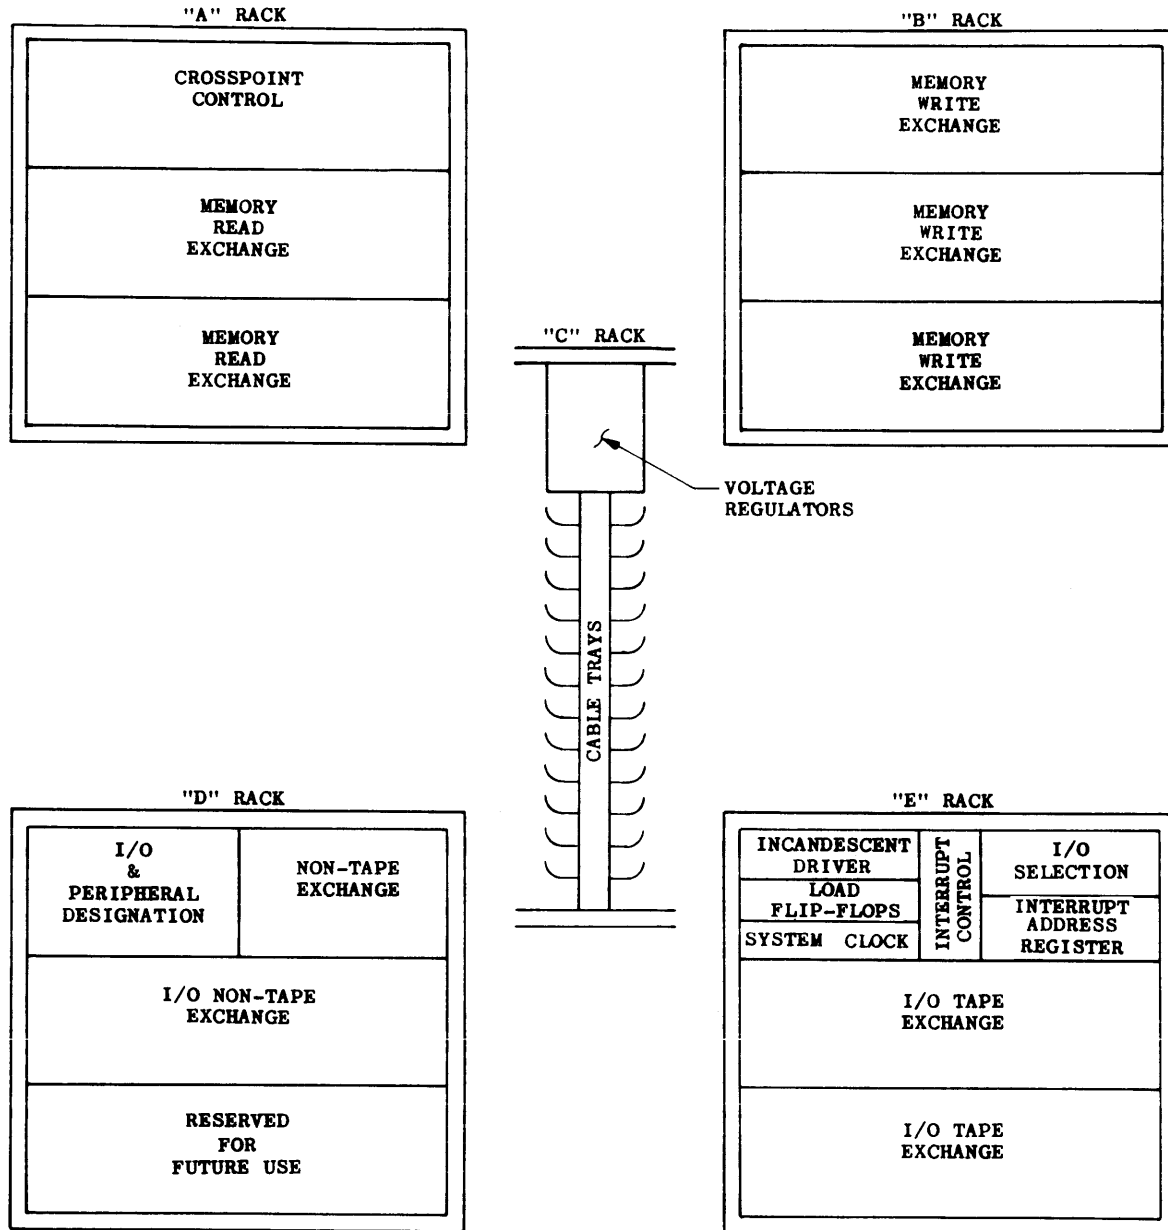 "A" RACK
CROSSPOINT
CONTROL
MEMORY
READ
EXCHANGE
MEMORY
READ
EXCHANGE
"B" RACK
MEMORY
WRITE
EXCHANGE
MEMORY
WRITE
EXCHANGE
MEMORY
WRITE
EXCHANGE
"C" RACK
VOLTAGE
REGULATORS
CABLE TRAYS
"D" RACK
I/O
&
PERIPHERAL
DESIGNATION
NON-TAPE
EXCHANGE
I/O NON-TAPE
EXCHANGE
RESERVED
FOR
FUTURE USE
"E" RACK
INCANDESCENT
DRIVER
LOAD
FLIP-FLOPS
SYSTEM CLOCK
INTERRUPT
CONTROL
I/O
SELECTION
INTERRUPT
ADDRESS
REGISTER
I/O TAPE
EXCHANGE
I/O TAPE
EXCHANGE